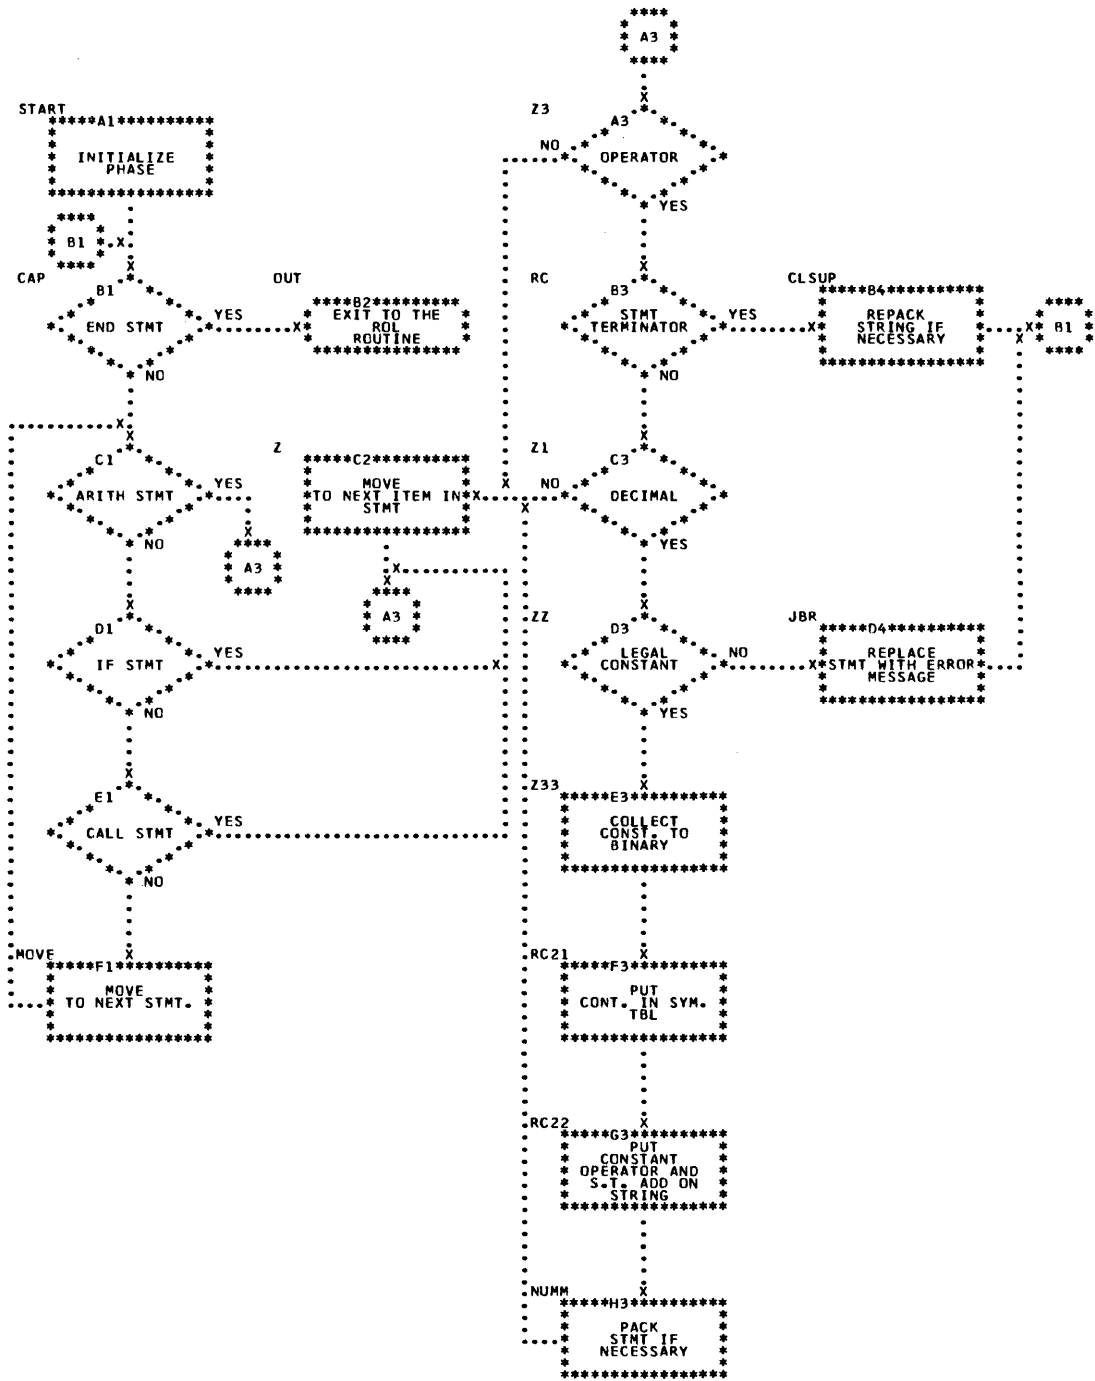 A3
START
A1
INITIALIZE
PHASE
Z3
A3
NO
OPERATOR
YES
B1
CAP
B1
END STMT
YES
NO
OUT
B2
EXIT TO THE
ROL
ROUTINE
RC
B3
STMT
TERMINATOR
YES
NO
CLSUP
B4
REPACK
STRING IF
NECESSARY
B1
C1
ARITH STMT
YES
NO
A3
Z
C2
MOVE
TO NEXT ITEM IN
STMT
A3
Z1
C3
NO
DECIMAL
YES
D1
IF STMT
YES
NO
ZZ
D3
LEGAL
CONSTANT
NO
YES
JBR
D4
REPLACE
STMT WITH ERROR
MESSAGE
E1
CALL STMT
YES
NO
Z33
E3
COLLECT
CONST. TO
BINARY
MOVE
F1
MOVE
TO NEXT STMT.
RC21
F3
PUT
CONT. IN SYM.
TBL
RC22
G3
PUT
CONSTANT
OPERATOR AND
S.T. ADD ON
STRING
NUMM
H3
PACK
STMT IF
NECESSARY